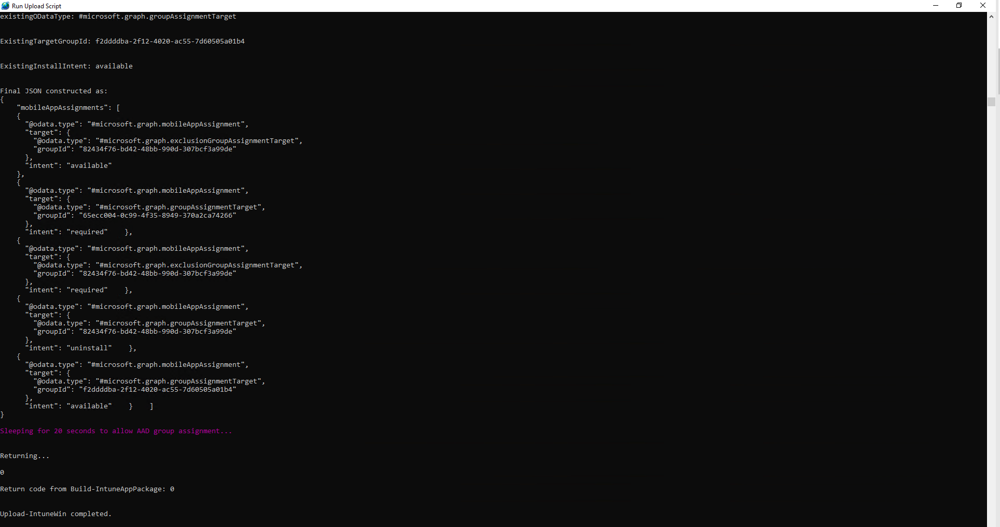 Run Upload Script
existingODataType: #microsoft.graph.groupAssignmentTarget
ExistingTargetGroupId: f2ddddba-2f12-4020-ac55-7d60505a01b4
ExistingInstallIntent: available
Final JSON constructed as:
{
    "mobileAppAssignments": [
    {
      "@odata.type": "#microsoft.graph.mobileAppAssignment",
      "target": {
        "@odata.type": "#microsoft.graph.exclusionGroupAssignmentTarget",
        "groupId": "82434f76-bd42-48bb-990d-307bcf3a99de"
      },
      "intent": "available"
    },
    {
      "@odata.type": "#microsoft.graph.mobileAppAssignment",
      "target": {
        "@odata.type": "#microsoft.graph.groupAssignmentTarget",
        "groupId": "65ecc004-0c99-4f35-8949-370a2ca74266"
      },
      "intent": "required"    },
    {
      "@odata.type": "#microsoft.graph.mobileAppAssignment",
      "target": {
        "@odata.type": "#microsoft.graph.exclusionGroupAssignmentTarget",
        "groupId": "82434f76-bd42-48bb-990d-307bcf3a99de"
      },
      "intent": "required"    },
    {
      "@odata.type": "#microsoft.graph.mobileAppAssignment",
      "target": {
        "@odata.type": "#microsoft.graph.groupAssignmentTarget",
        "groupId": "82434f76-bd42-48bb-990d-307bcf3a99de"
      },
      "intent": "uninstall"    },
    {
      "@odata.type": "#microsoft.graph.mobileAppAssignment",
      "target": {
        "@odata.type": "#microsoft.graph.groupAssignmentTarget",
        "groupId": "f2ddddba-2f12-4020-ac55-7d60505a01b4"
      },
      "intent": "available"    }    ]
}
Sleeping for 20 seconds to allow AAD group assignment...
Returning...
0
Return code from Build-IntuneAppPackage: 0
Upload-IntuneWin completed.